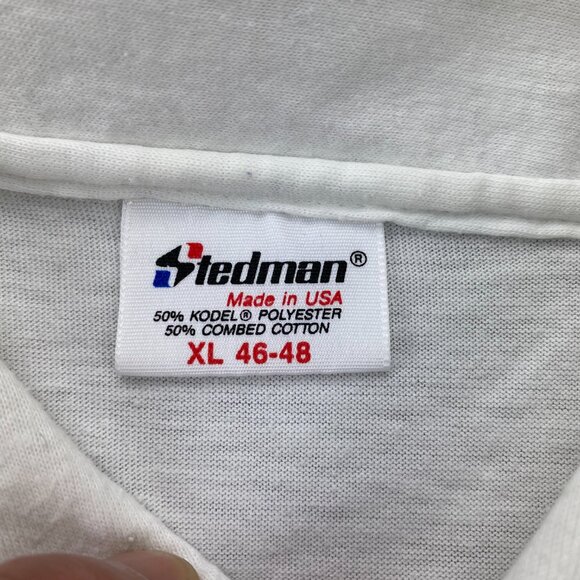 Stedman®
Made in USA
50% KODEL® POLYESTER
50% COMBED COTTON
XL 46-48